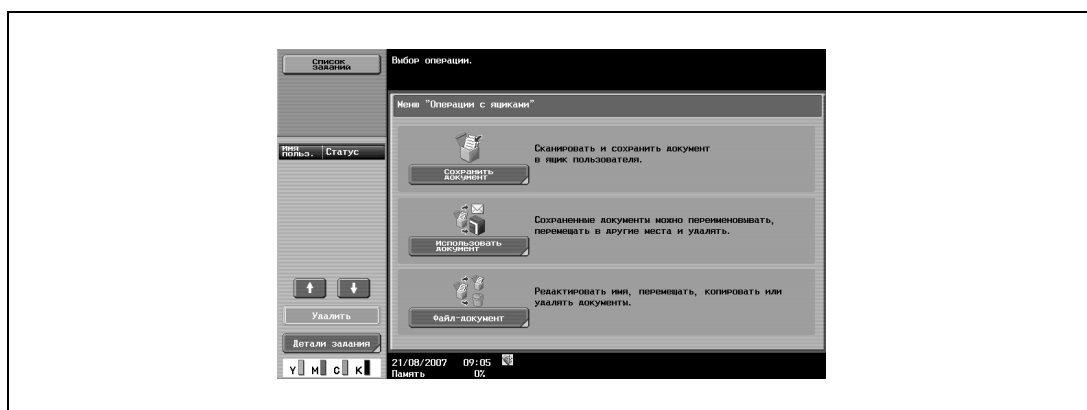 Список
задания
Выбор операции.
Меню "Операции с ящиками"
Имя
польз.
Статус
Сканировать и сохранить документ
в ящик пользователя.
Сохранить
документ
Сохраненные документы можно переименовывать,
перемещать в другие места и удалять.
Использовать
документ
Редактировать имя, перемещать, копировать или
удалять документы.
Файл-документ
Удалить
Детали задания
Y M C K
21/08/2007 09:05
Память 0%